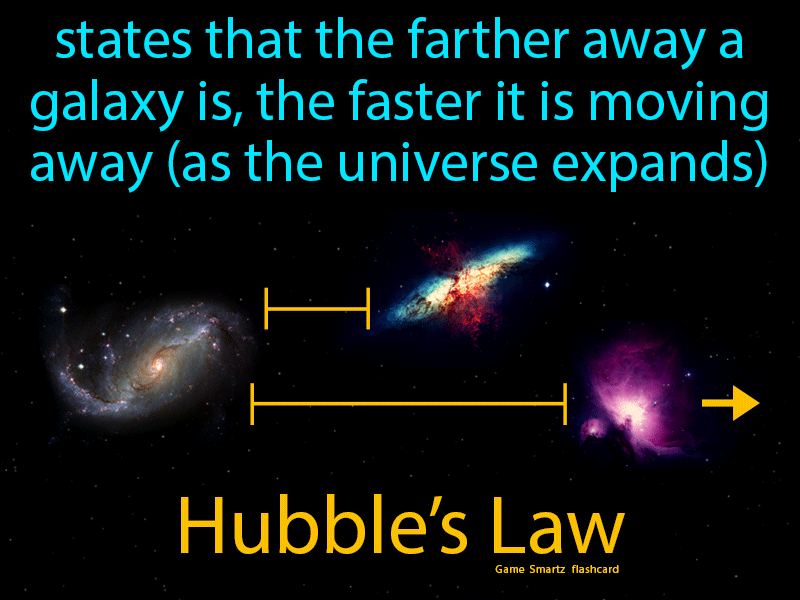 states that the farther away a
galaxy is, the faster it is moving
away (as the universe expands)
Hubble’s Law
Game Smartz flashcard